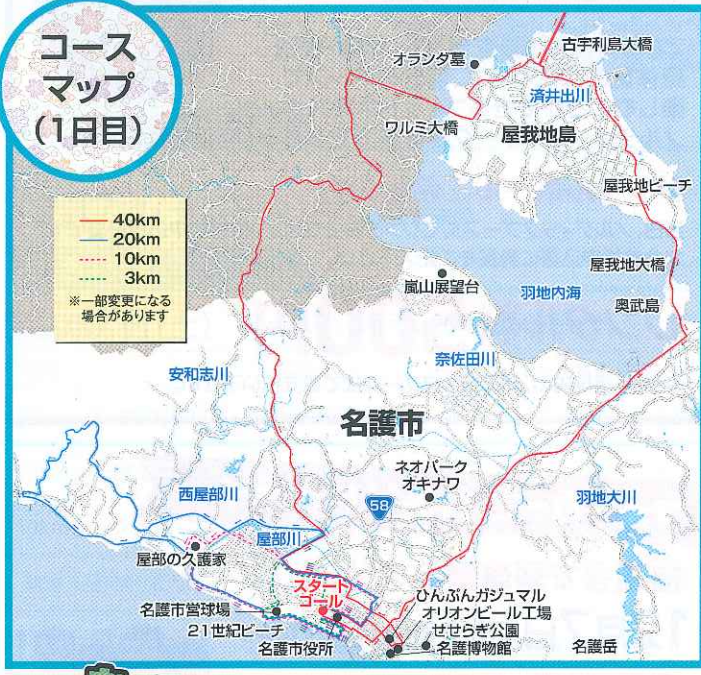 コース
マップ
(1日目)
オランダ墓
古宇利島大橋
済井出川
ワルミ大橋
屋我地島
屋我地ビーチ
40km
20km
10km
3km
※一部変更になる
場合があります
嵐山展望台
屋我地大橋
羽地内海
奥武島
安和志川
奈佐田川
名護市
ネオパーク
オキナワ
58
羽地大川
西屋部川
屋部川
屋部の久護家
スタート
ゴール
名護市営球場
21世紀ビーチ
名護市役所
ひんぷんガジュマル
オリオンビール工場
せせらぎ公園
名護博物館
名護岳